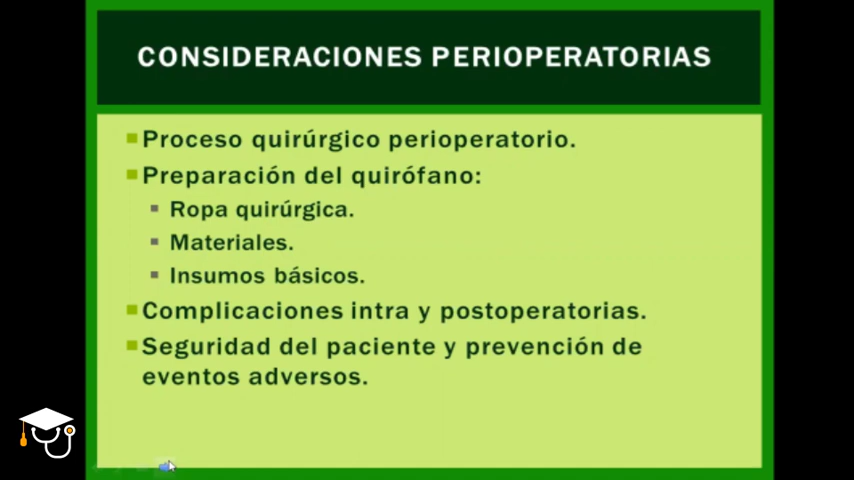 CONSIDERACIONES PERIOPERATORIAS
Proceso quirúrgico perioperatorio.
Preparación del quirófano:
Ropa quirúrgica.
Materiales.
Insumos básicos.
Complicaciones intra y postoperatorias.
Seguridad del paciente y prevención de
eventos adversos.